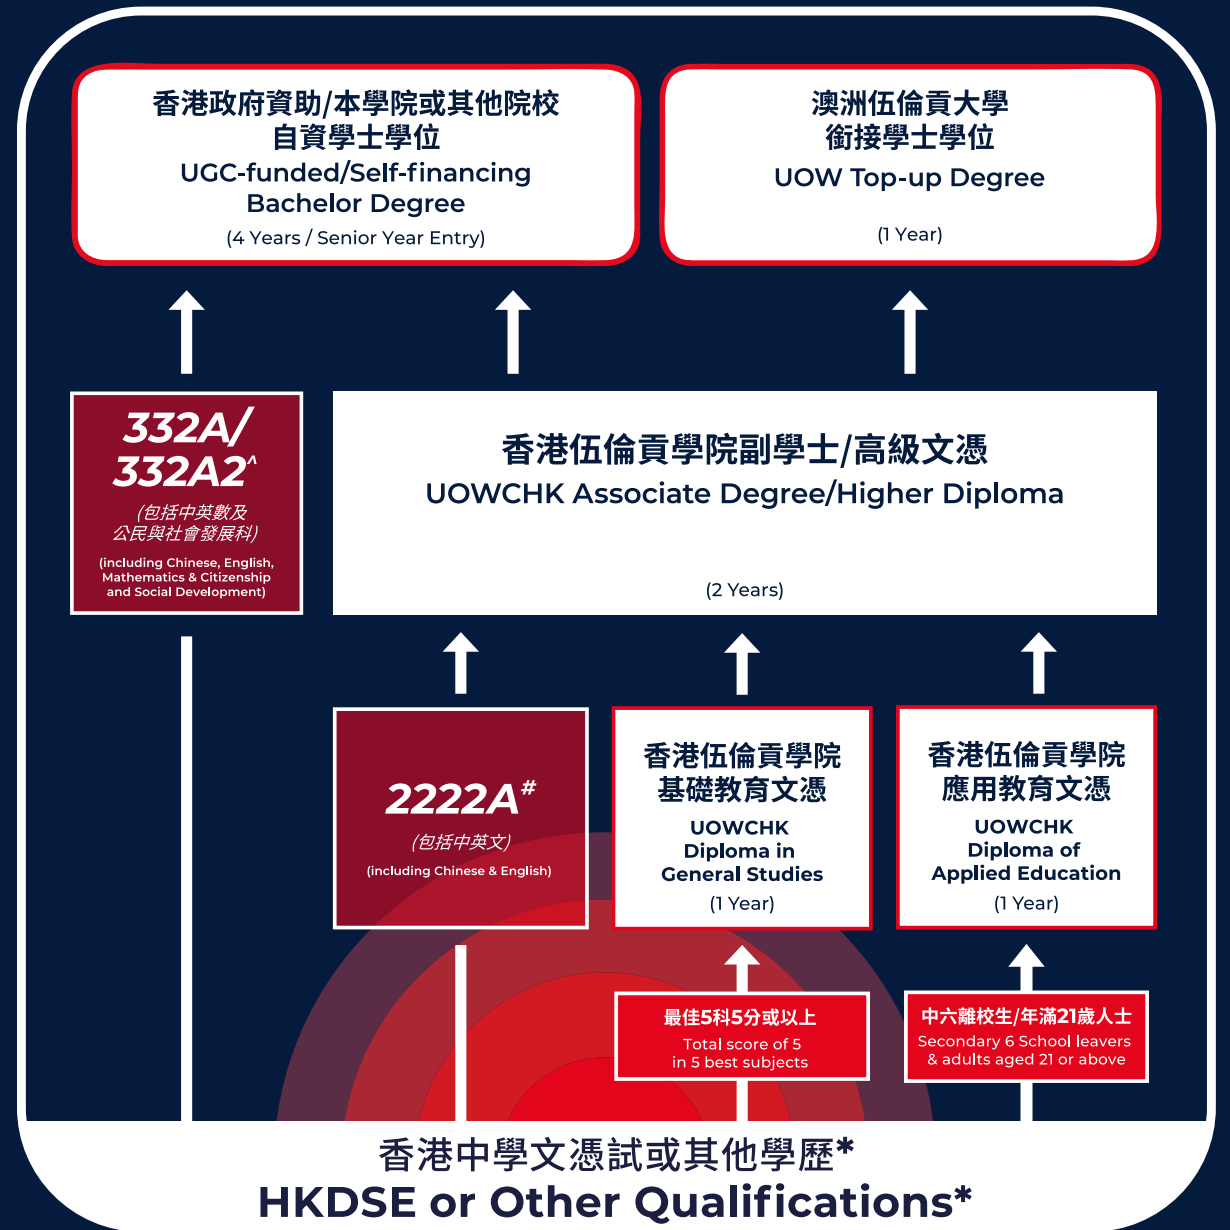 香港政府資助/本學院或其他院校
自資學士學位
UGC-funded/Self-financing
Bachelor Degree
(4 Years / Senior Year Entry)
澳洲伍倫貢大學
銜接學士學位
UOW Top-up Degree
(1 Year)
332A/
332A2^
(包括中英數及
公民與社會發展科)
(including Chinese, English,
Mathematics & Citizenship
and Social Development)
香港伍倫貢學院副學士/高級文憑
UOWCHK Associate Degree/Higher Diploma
(2 Years)
2222A#
(包括中英文)
(including Chinese & English)
香港伍倫貢學院
基礎教育文憑
UOWCHK
Diploma in
General Studies
(1 Year)
香港伍倫貢學院
應用教育文憑
UOWCHK
Diploma of
Applied Education
(1 Year)
最佳5科5分或以上
Total score of 5
in 5 best subjects
中六離校生/年滿21歲人士
Secondary 6 School leavers
& adults aged 21 or above
香港中學文憑試或其他學歷*
HKDSE or Other Qualifications*